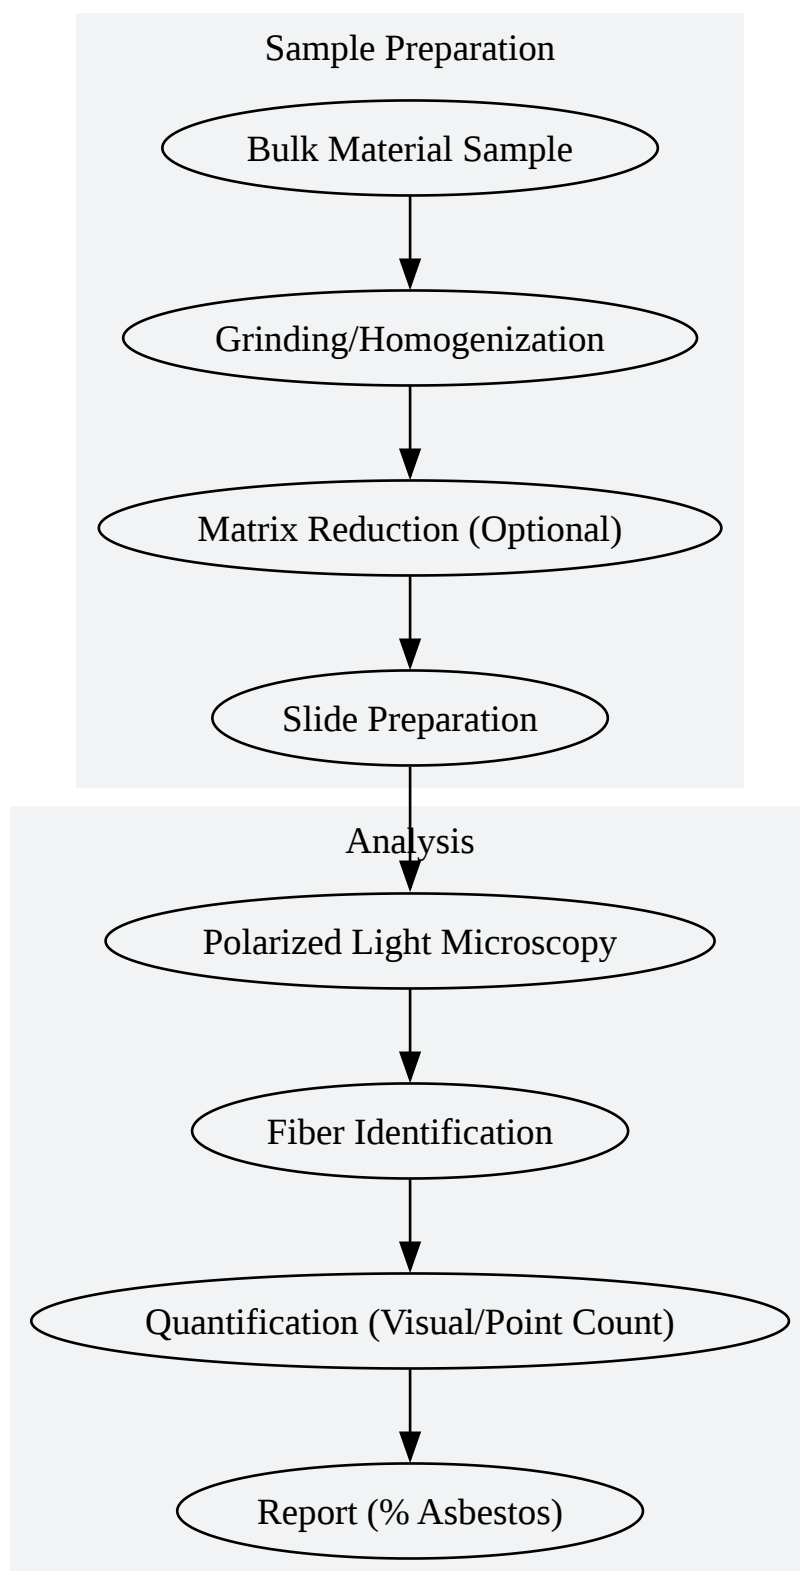 Sample Preparation
Bulk Material Sample
Grinding/Homogenization
Matrix Reduction (Optional)
Slide Preparation
Analysis
Polarized Light Microscopy
Fiber Identification
Quantification (Visual/Point Count)
Report (% Asbestos)